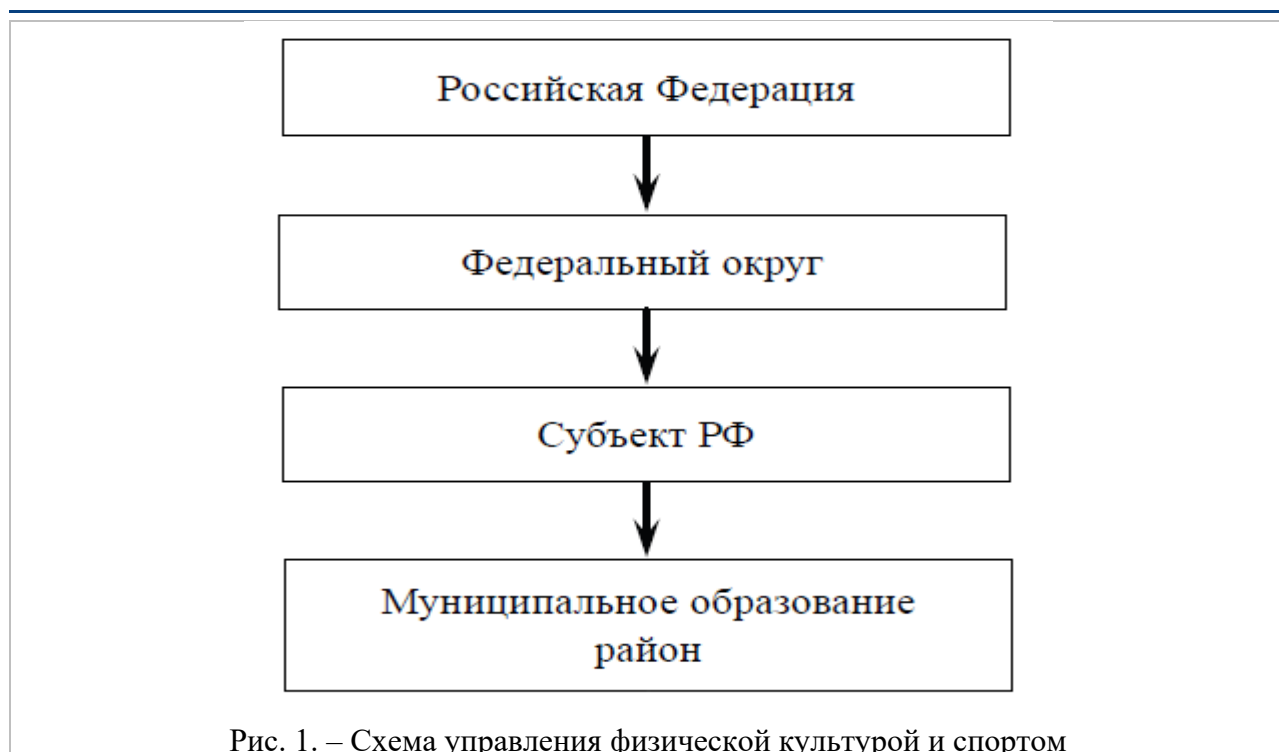 Российская Федерация
Федеральный округ
Субъект РФ
Муниципальное образование
район
Рис. 1. – Схема управления физической культурой и спортом